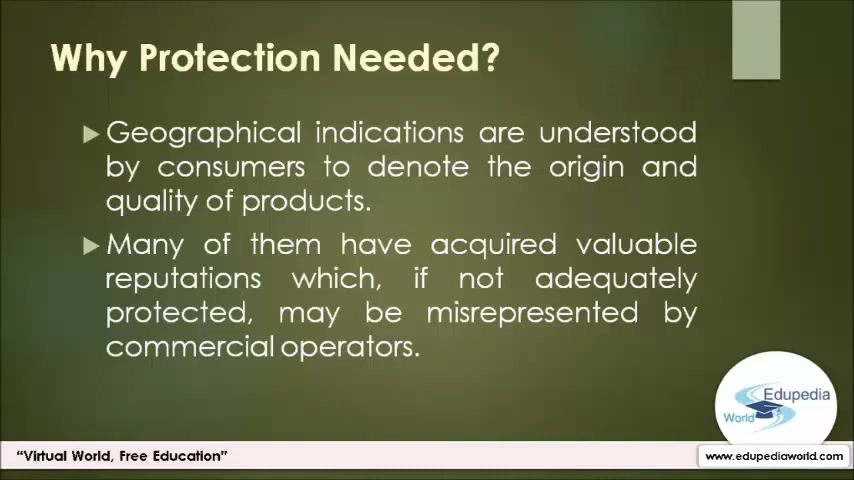 Why Protection Needed?
Geographical indications are understood
by consumers to denote the origin and
quality of products.
Many of them have acquired valuable
reputations which, if not adequately
protected, may be misrepresented by
commercial operators.
Edupedia
World
“Virtual World, Free Education”
www.edupediaworld.com